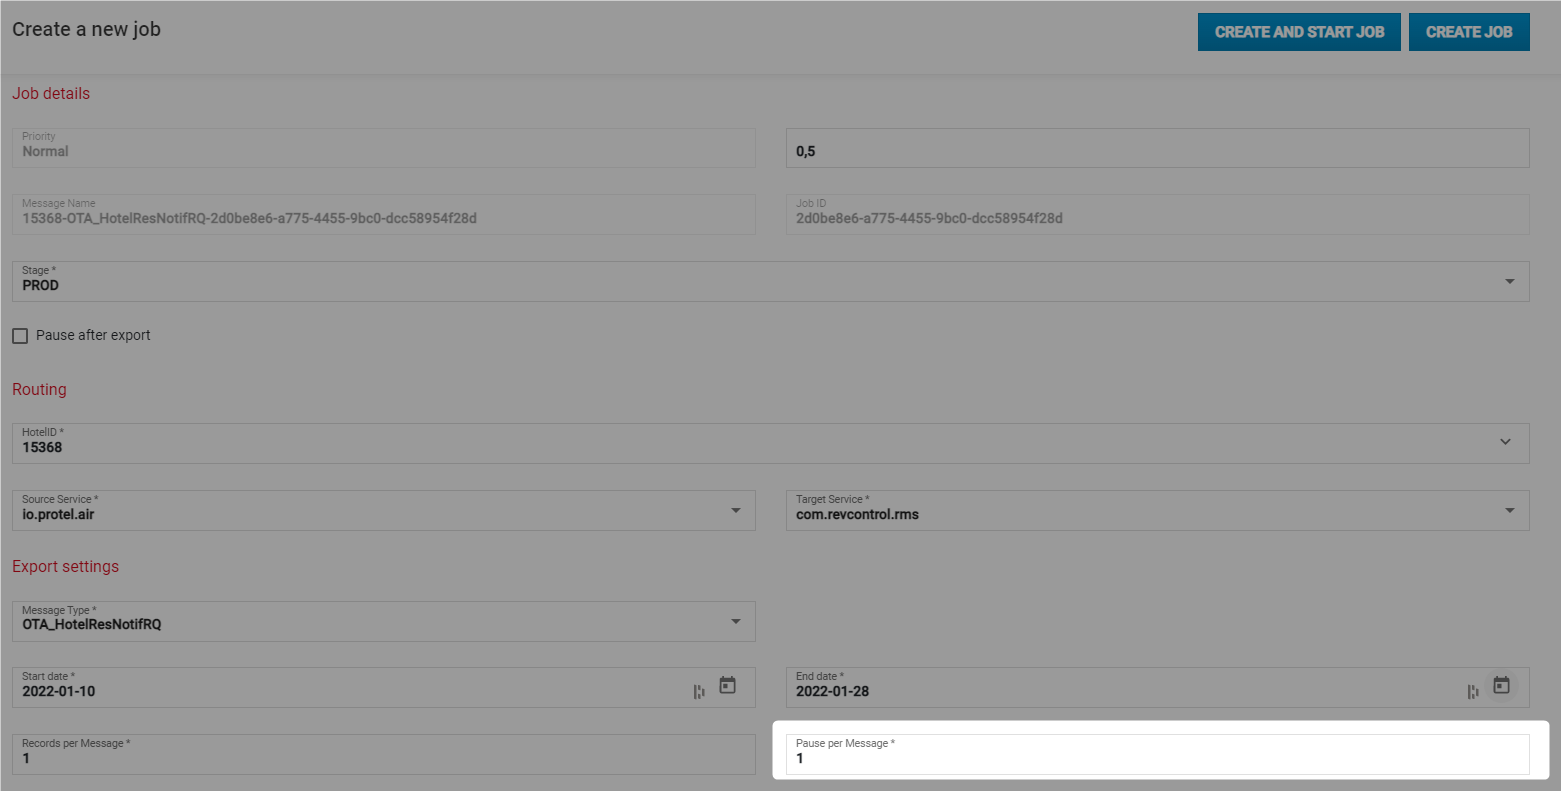 Create a new job
CREATE AND START JOB
CREATE JOB
Job details
Priority
Normal
0,5
Message Name
15368-OTA_HotelResNotifRQ-2d0be8e6-a775-4455-9bc0-dcc58954f28d
Job ID
2d0be8e6-a775-4455-9bc0-dcc58954f28d
Stage *
PROD
Pause after export
Routing
HotelID *
15368
Source Service *
io.protel.air
Target Service *
com.revcontrol.rms
Export settings
Message Type *
OTA_HotelResNotifRQ
Start date *
2022-01-10
End date *
2022-01-28
Records per Message *
1
Pause per Message *
1